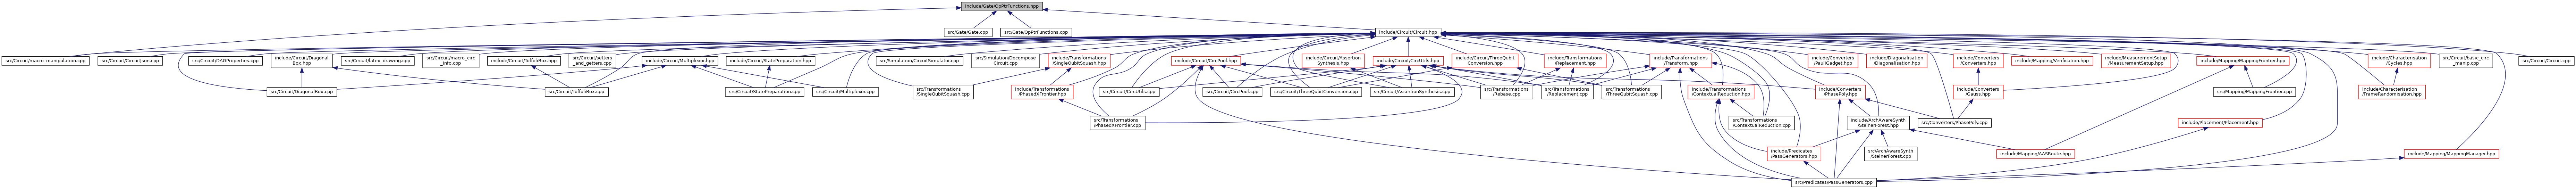 include/Gate/OpPtrFunctions.hpp
src/Gate/Gate.cpp
src/Gate/OpPtrFunctions.cpp
include/Circuit/Circuit.hpp
src/Circuit/macro_manipulation.cpp
src/Circuit/CircuitJson.cpp
src/Circuit/DAGProperties.cpp
include/Circuit/Diagonal
Box.hpp
src/Circuit/latex_drawing.cpp
src/Circuit/macro_circ
_info.cpp
include/Circuit/ToffoliBox.hpp
src/Circuit/setters
_and_getters.cpp
include/Circuit/Multiplexor.hpp
include/Circuit/StatePreparation.hpp
src/Simulation/CircuitSimulator.cpp
src/Simulation/Decompose
Circuit.cpp
include/Transformations
/SingleQubitSquash.hpp
include/Circuit/CircPool.hpp
include/Circuit/Assertion
Synthesis.hpp
include/Circuit/CircUtils.hpp
include/Circuit/ThreeQubit
Conversion.hpp
include/Transformations
/Replacement.hpp
include/Transformations
/Transform.hpp
include/Converters
/PauliGadget.hpp
include/Diagonalisation
/Diagonalisation.hpp
include/Converters
/Converters.hpp
include/Mapping/Verification.hpp
include/MeasurementSetup
/MeasurementSetup.hpp
include/Mapping/MappingFrontier.hpp
include/Characterisation
/Cycles.hpp
src/Circuit/basic_circ
_manip.cpp
src/Circuit/Circuit.cpp
src/Circuit/DiagonalBox.cpp
src/Circuit/ToffoliBox.cpp
src/Circuit/StatePreparation.cpp
src/Circuit/Multiplexor.cpp
src/Transformations
/SingleQubitSquash.cpp
include/Transformations
/PhasedXFrontier.hpp
src/Circuit/CircUtils.cpp
src/Circuit/CircPool.cpp
src/Circuit/ThreeQubitConversion.cpp
src/Circuit/AssertionSynthesis.cpp
src/Transformations
/Rebase.cpp
src/Transformations
/Replacement.cpp
src/Transformations
/ThreeQubitSquash.cpp
include/Transformations
/ContextualReduction.hpp
include/Converters
/PhasePoly.hpp
include/Converters
/Gauss.hpp
src/Mapping/MappingFrontier.cpp
include/Characterisation
/FrameRandomisation.hpp
src/Transformations
/PhasedXFrontier.cpp
src/Transformations
/ContextualReduction.cpp
include/ArchAwareSynth
/SteinerForest.hpp
src/Converters/PhasePoly.cpp
include/Placement/Placement.hpp
include/Predicates
/PassGenerators.hpp
src/ArchAwareSynth
/SteinerForest.cpp
include/Mapping/AASRoute.hpp
include/Mapping/MappingManager.hpp
src/Predicates/PassGenerators.cpp